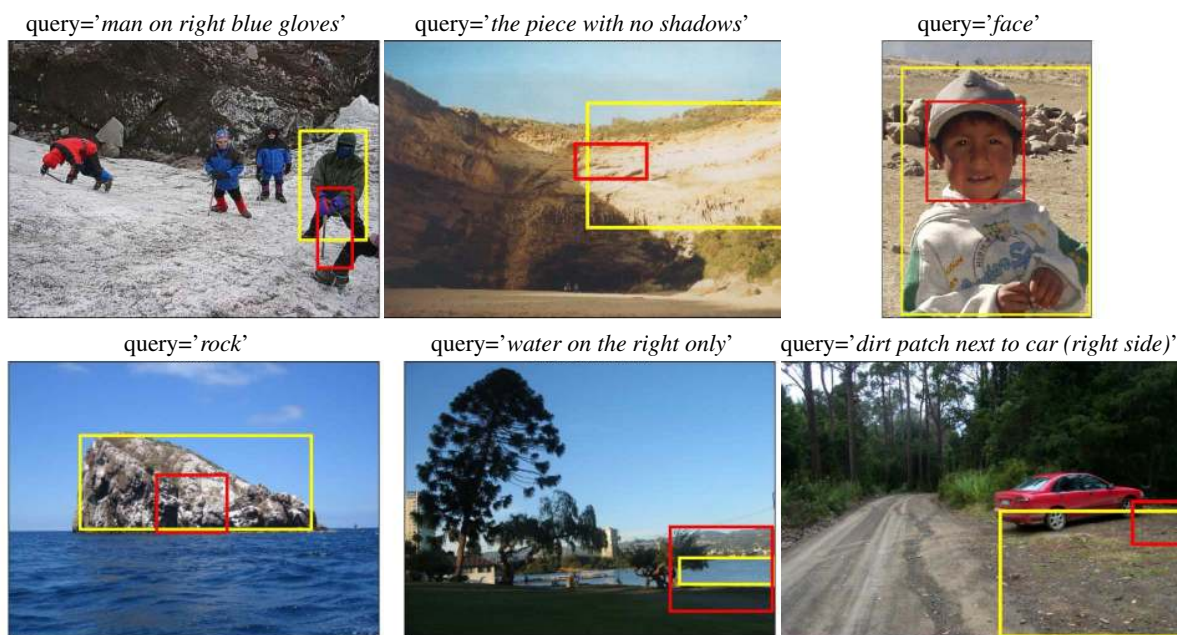 query='man on right blue gloves'
query='the piece with no shadows'
query='face'
query='rock'
query='water on the right only'
query='dirt patch next to car (right side)'